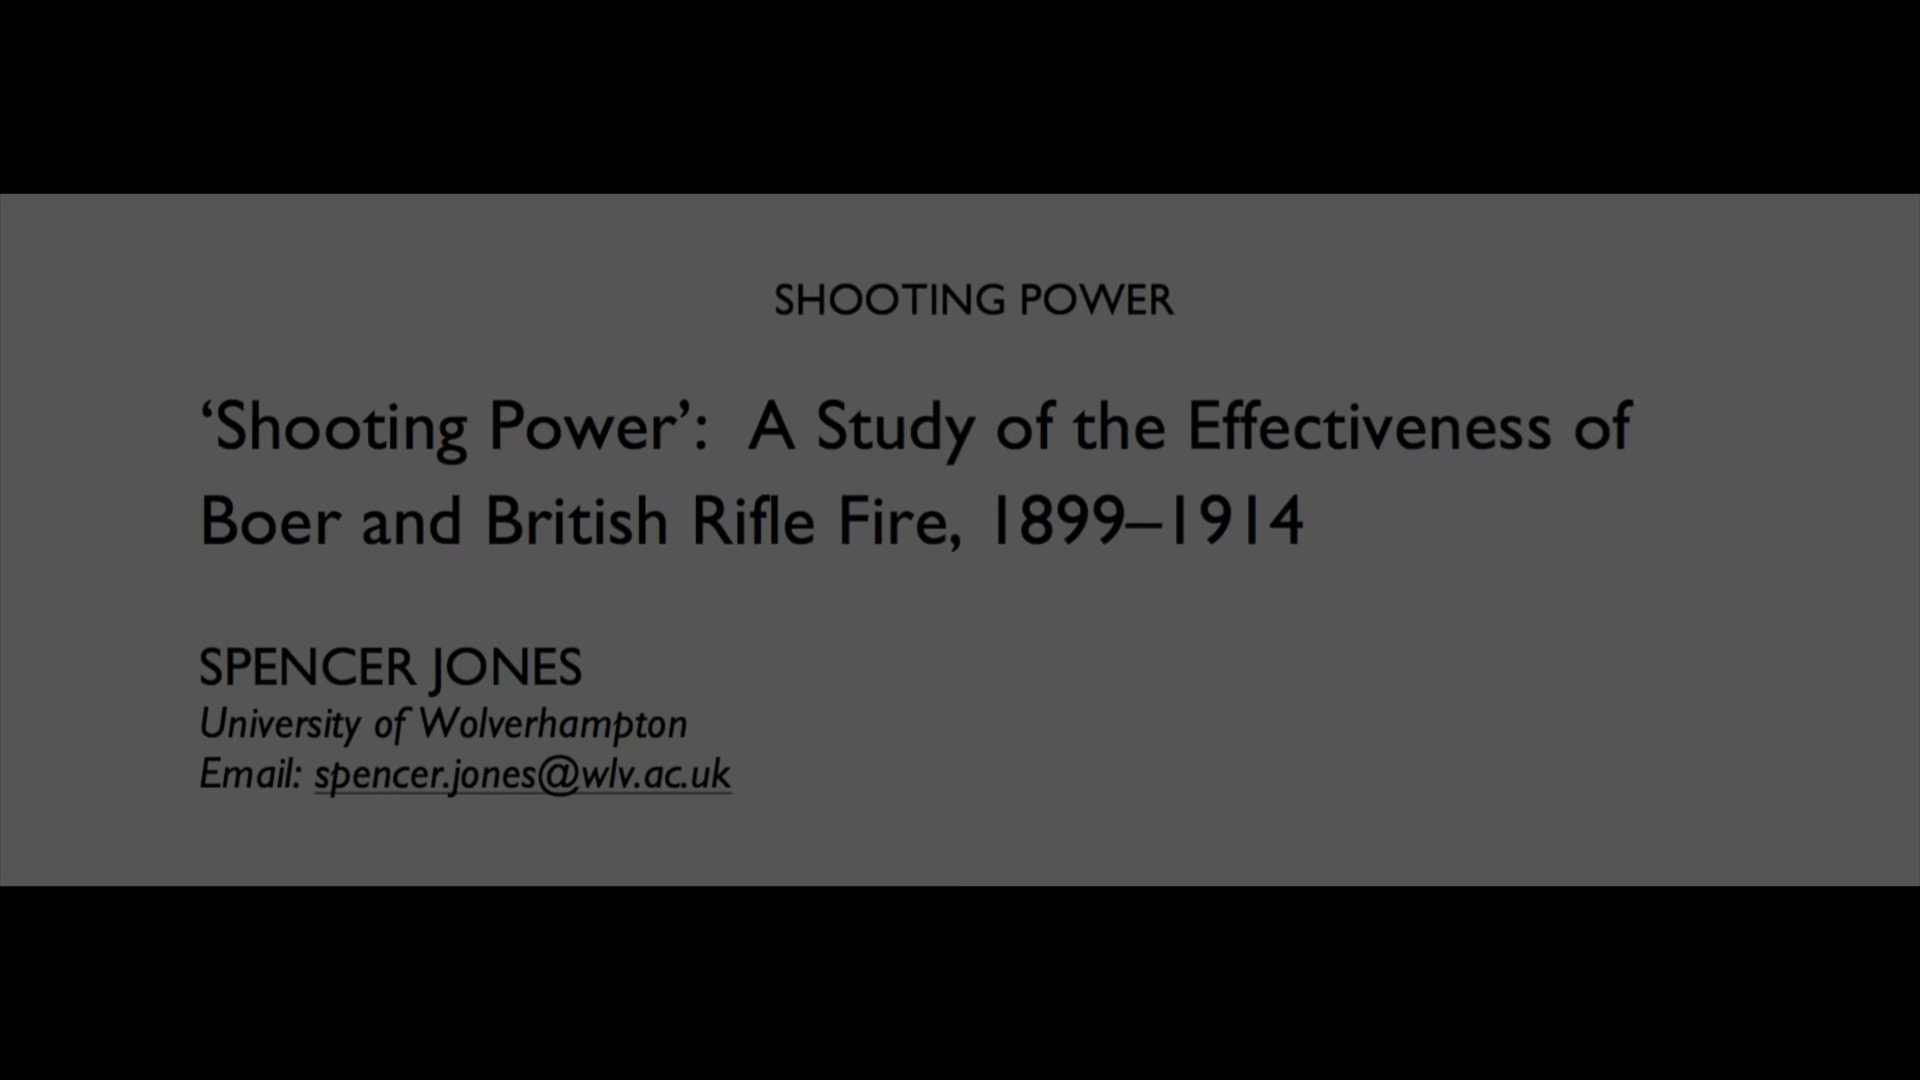 SHOOTING POWER
‘Shooting Power’: A Study of the Effectiveness of
Boer and British Rifle Fire, 1899–1914
SPENCER JONES
University of Wolverhampton
Email: spencer.jones@wlv.ac.uk